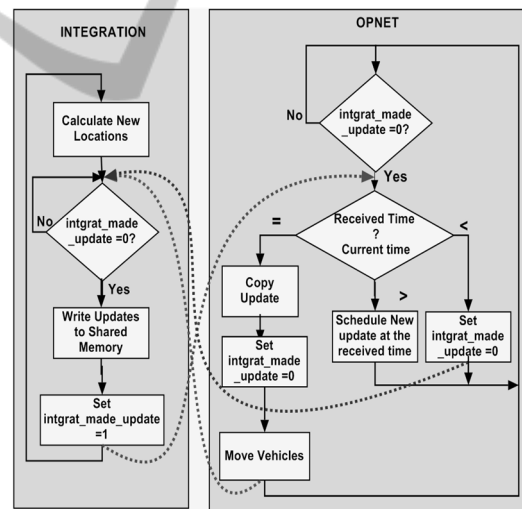 INTEGRATION
Calculate New
Locations
No
intgrat_made
_update =0?
Yes
Write Updates
to Shared
Memory
Set
intgrat_made_update
=1
OPNET
No
intgrat_made
_update =0?
Yes
Received Time
?
Current time
=
<
>
Copy
Update
Set
intgrat_made
_update =0
Move Vehicles
Schedule New
update at the
received time
Set
intgrat_made
_update =0